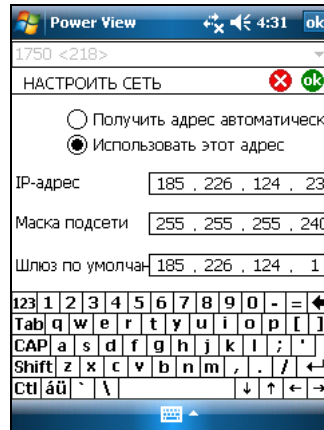 Power View 4:31 ok
1750 <218>
НАСТРОИТЬ СЕТЬ ok
Получить адрес автоматическ
Использовать этот адрес
IP-адрес 185 . 226 . 124 . 23
Маска подсети 255 . 255 . 255 . 240
Шлюз по умолчан 185 . 226 . 124 . 1
123 1 2 3 4 5 6 7 8 9 0 - =
Tab q w e r t y u i o p [ ]
CAP a s d f g h j k l ; '
Shift z x c v b n m , . /
Ctl áü ` \ ↓ ↑ ← →